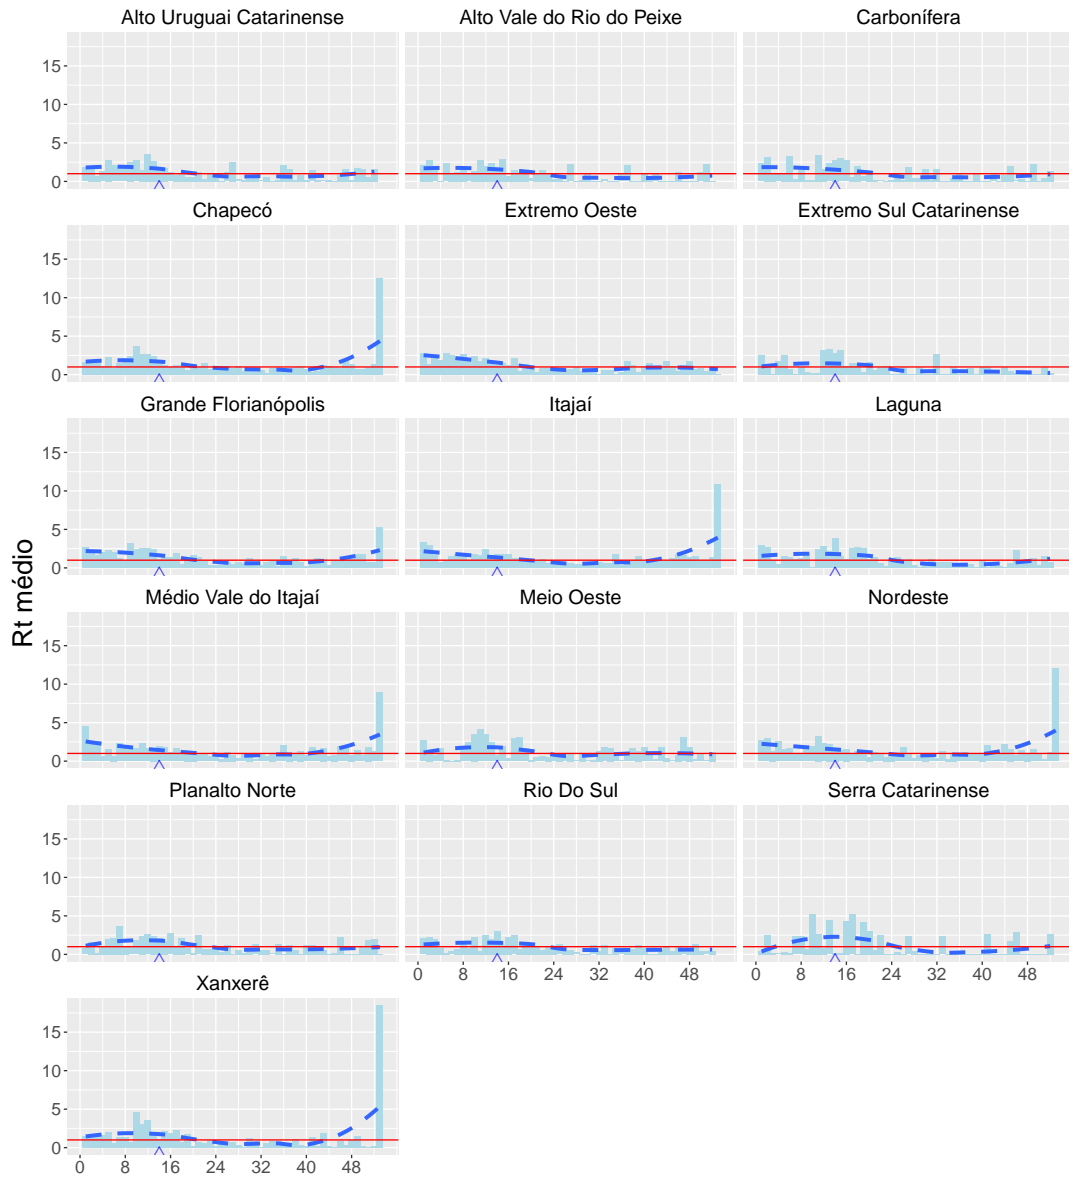 Alto Uruguai Catarinense Alto Vale do Rio do Peixe Carbonífera
15
10
5
0
Chapecó Extremo Oeste Extremo Sul Catarinense
15
10
5
0
Grande Florianópolis Itajaí Laguna
15
10
5
0
Rt médio
Médio Vale do Itajaí Meio Oeste Nordeste
15
10
5
0
Planalto Norte Rio Do Sul Serra Catarinense
15
10
5
0
0 8 16 24 32 40 48 0 8 16 24 32 40 48
Xanxerê
15
10
5
0
0 8 16 24 32 40 48